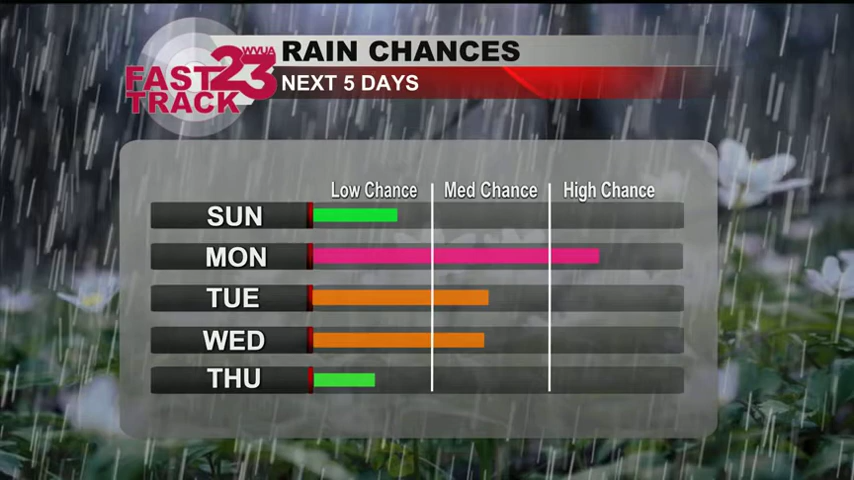 WVUA
23
FAST
TRACK
RAIN CHANCES
NEXT 5 DAYS
Low Chance Med Chance High Chance
SUN
MON
TUE
WED
THU